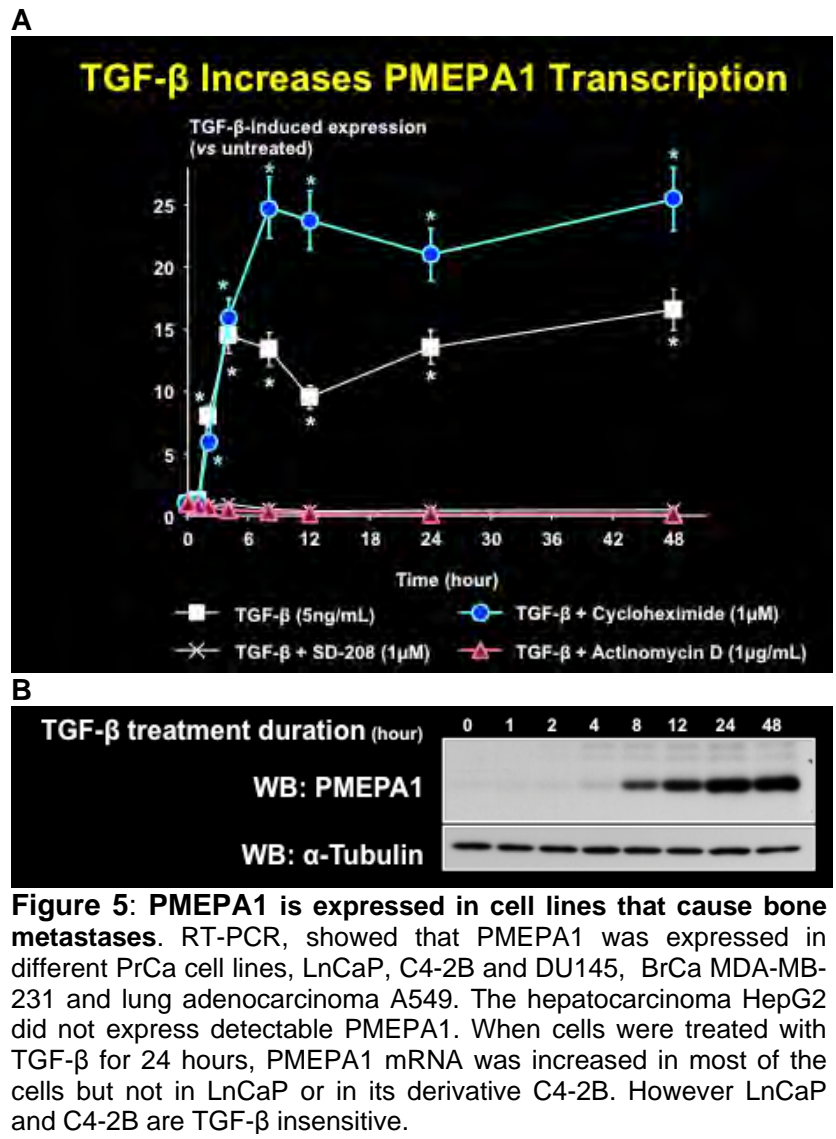 A
TGF-β Increases PMEPA1 Transcription
TGF-β-induced expression
(vs untreated)
25
20
15
10
5
0
0 6 12 18 24 30 36 42 48
Time (hour)
TGF-β (5ng/mL) TGF-β + Cycloheximide (1µM)
TGF-β + SD-208 (1µM) TGF-β + Actinomycin D (1µg/mL)
B
TGF-β treatment duration (hour) 0 1 2 4 8 12 24 48
WB: PMEPA1
WB: α-Tubulin
Figure 5: PMEPA1 is expressed in cell lines that cause bone
metastases. RT-PCR, showed that PMEPA1 was expressed in
different PrCa cell lines, LnCaP, C4-2B and DU145, BrCa MDA-MB-
231 and lung adenocarcinoma A549. The hepatocarcinoma HepG2
did not express detectable PMEPA1. When cells were treated with
TGF-β for 24 hours, PMEPA1 mRNA was increased in most of the
cells but not in LnCaP or in its derivative C4-2B. However LnCaP
and C4-2B are TGF-β insensitive.